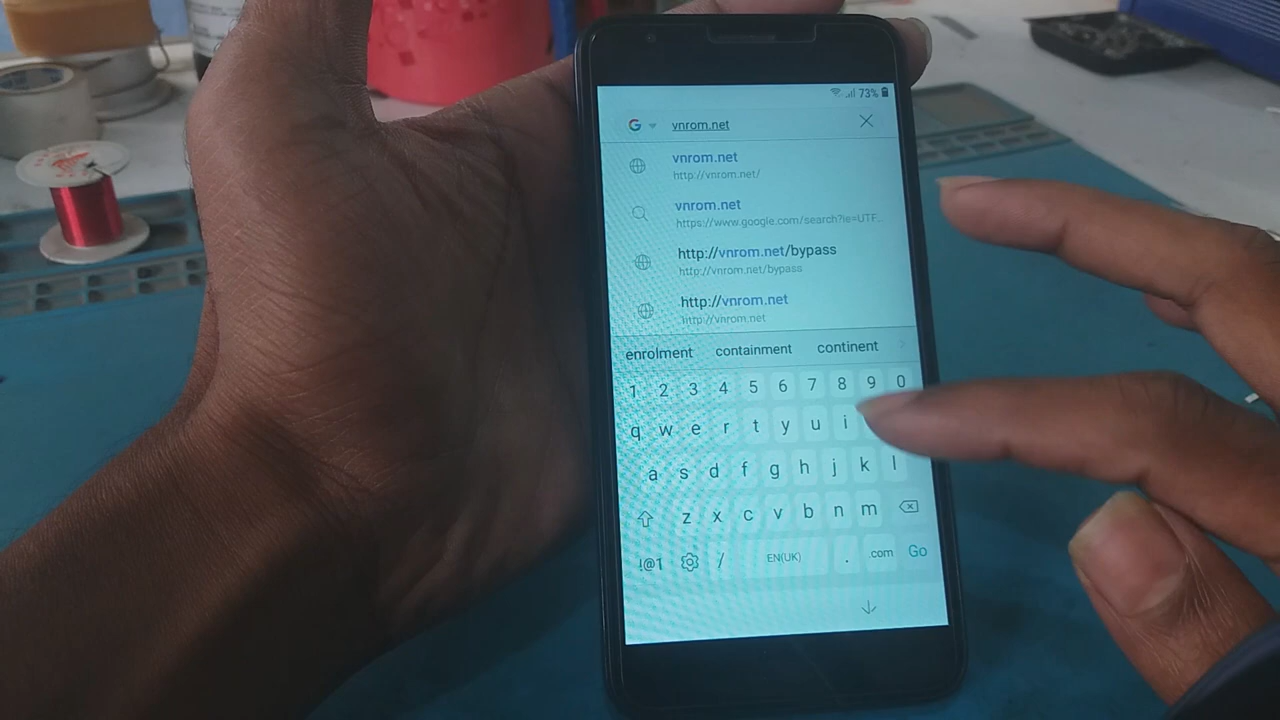 73%
G vnrom.net
vnrom.net
http://vnrom.net/
vnrom.net
https://www.google.com/search?ie=UTF...
http://vnrom.net/bypass
http://vnrom.net/bypass
http://vnrom.net
http://vnrom.net
enrolment containment continent
1 2 3 4 5 6 7 8 9 0
q w e r t y u i
a s d f g h j k l
z x c v b n m
!@1 / EN(UK) . .com Go